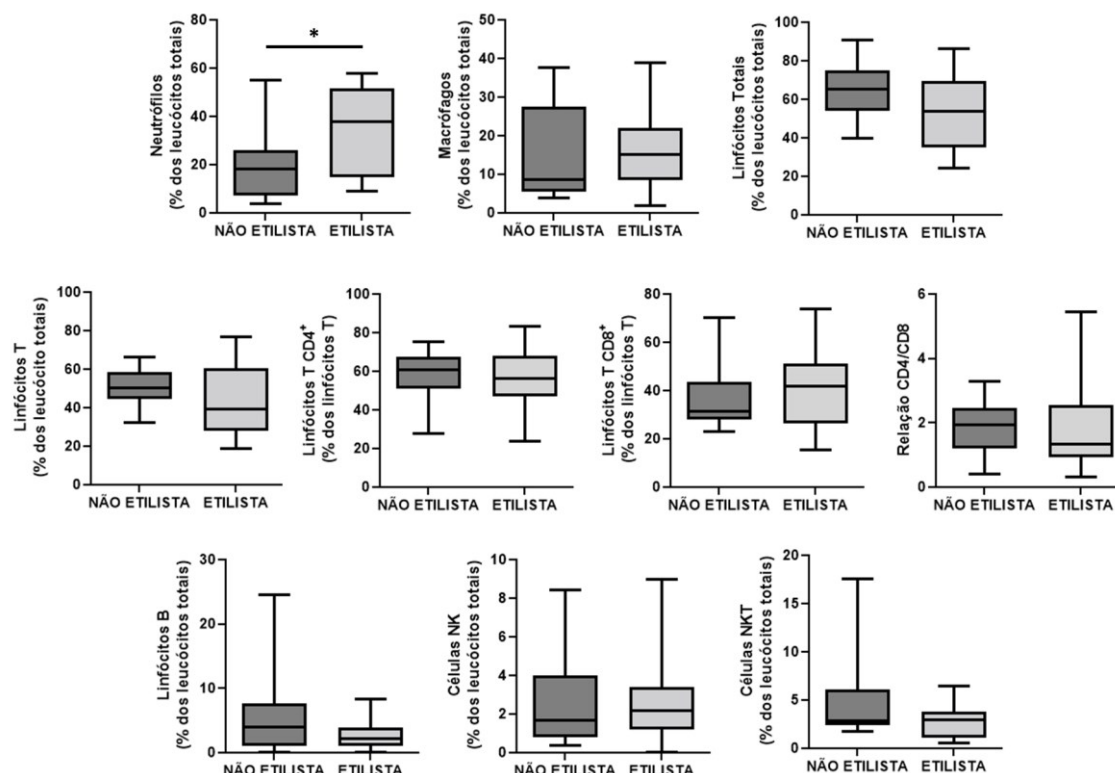 Neutrófilos
(% dos leucócitos totais)
80
60
40
20
0
*
NÃO ETILISTA
ETILISTA
Macrófagos
(% dos leucócitos totais)
50
40
30
20
10
0
NÃO ETILISTA
ETILISTA
Linfócitos Totais
(% dos leucócitos totais)
100
80
60
40
20
0
NÃO ETILISTA
ETILISTA
Linfócitos T
(% dos leucócito totais)
100
80
60
40
20
0
NÃO ETILISTA
ETILISTA
Linfócitos T CD4+
(% dos linfócitos T)
100
80
60
40
20
0
NÃO ETILISTA
ETILISTA
Linfócitos T CD8+
(% dos linfócitos T)
80
60
40
20
0
NÃO ETILISTA
ETILISTA
Relação CD4/CD8
6
4
2
0
NÃO ETILISTA
ETILISTA
Linfócitos B
(% dos leucócitos totais)
30
20
10
0
NÃO ETILISTA
ETILISTA
Células NK
(% dos leucócitos totais)
10
8
6
4
2
0
NÃO ETILISTA
ETILISTA
Células NKT
(% dos leucócitos totais)
20
15
10
5
0
NÃO ETILISTA
ETILISTA